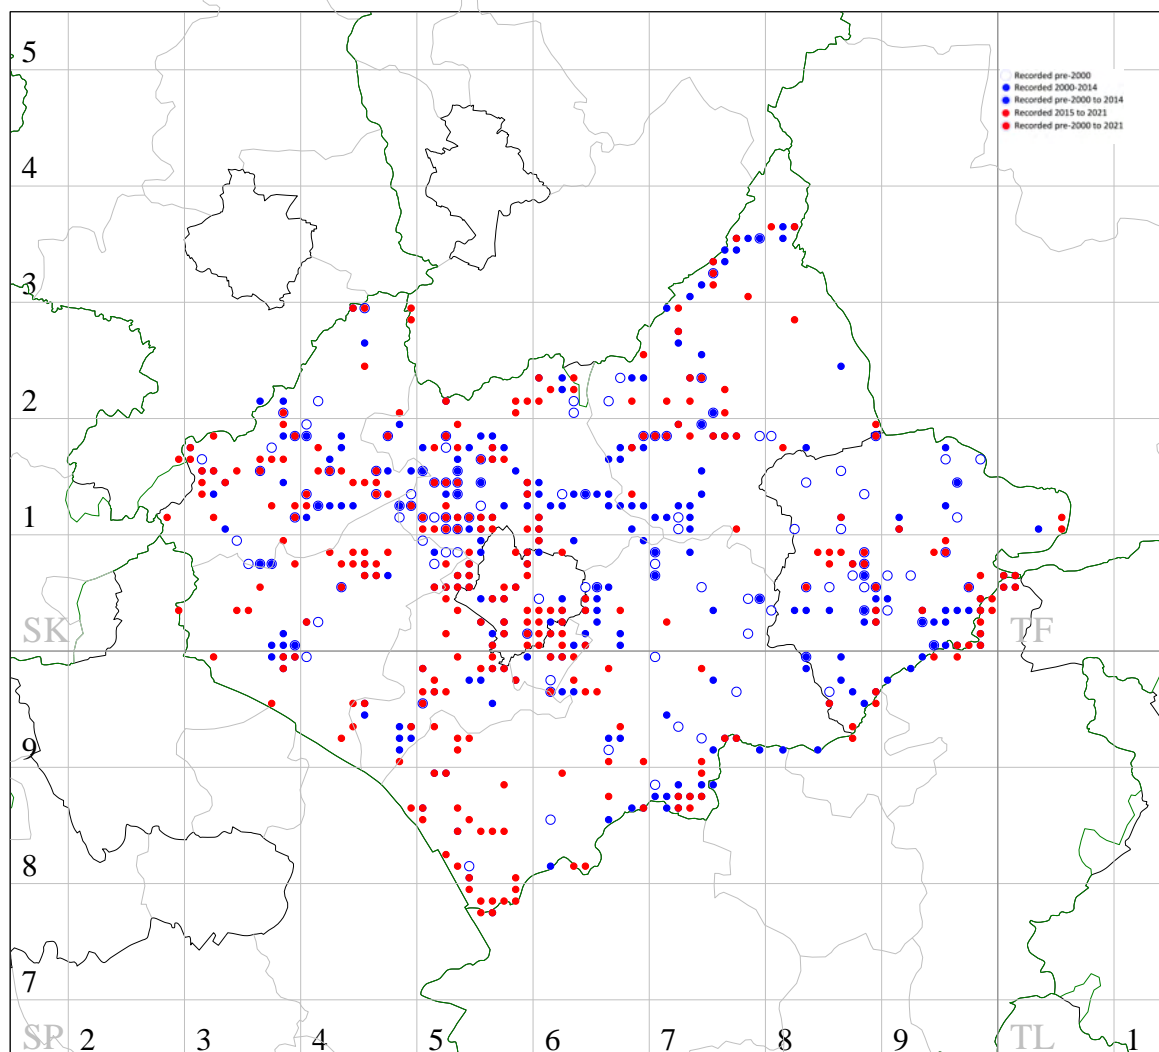 5
Recorded pre-2000
Recorded 2000-2014
Recorded pre-2000 to 2014
Recorded 2015 to 2021
Recorded pre-2000 to 2021
4
3
2
1
SK
TF
9
8
7
SP 2 3 4 5 6 7 8 9 TL 1